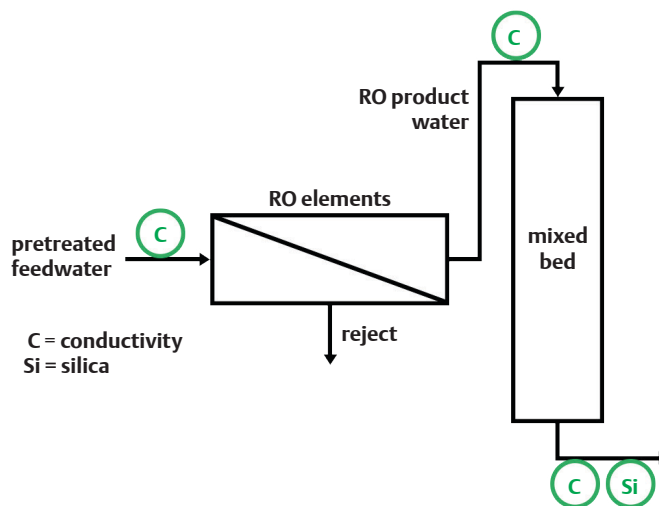 C
RO product
water
RO elements
C
pretreated
feedwater
mixed
bed
reject
C = conductivity
Si = silica
C
Si